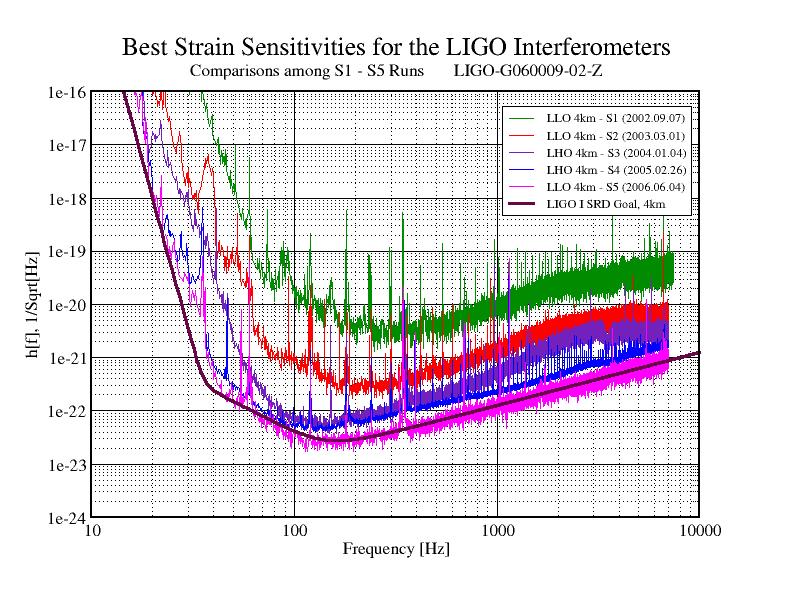 Best Strain Sensitivities for the LIGO Interferometers
Comparisons among S1 - S5 Runs LIGO-G060009-02-Z
LLO 4km - S1 (2002.09.07)
LLO 4km - S2 (2003.03.01)
LHO 4km - S3 (2004.01.04)
LHO 4km - S4 (2005.02.26)
LLO 4km - S5 (2006.06.04)
LIGO I SRD Goal, 4km
h[f], 1/Sqrt[Hz]
1e-16
1e-17
1e-18
1e-19
1e-20
1e-21
1e-22
1e-23
1e-24
10 100 1000 10000
Frequency [Hz]